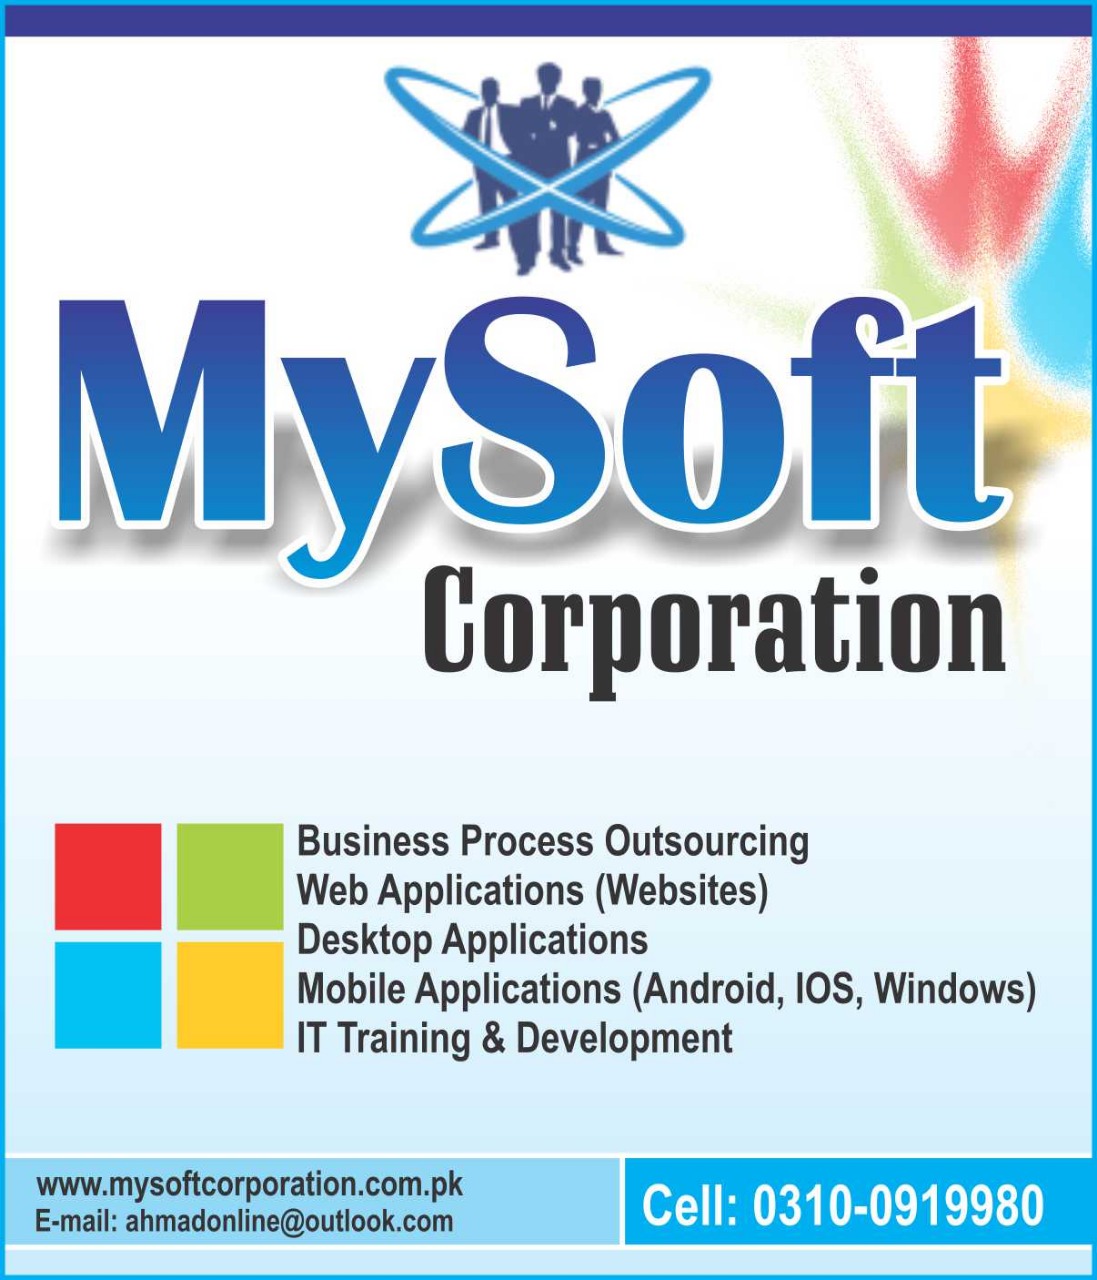 MySoft
Corporation
Business Process Outsourcing
Web Applications (Websites)
Desktop Applications
Mobile Applications (Android, IOS, Windows)
IT Training & Development
www.mysoftcorporation.com.pk
E-mail: ahmadonline@outlook.com
Cell: 0310-0919980